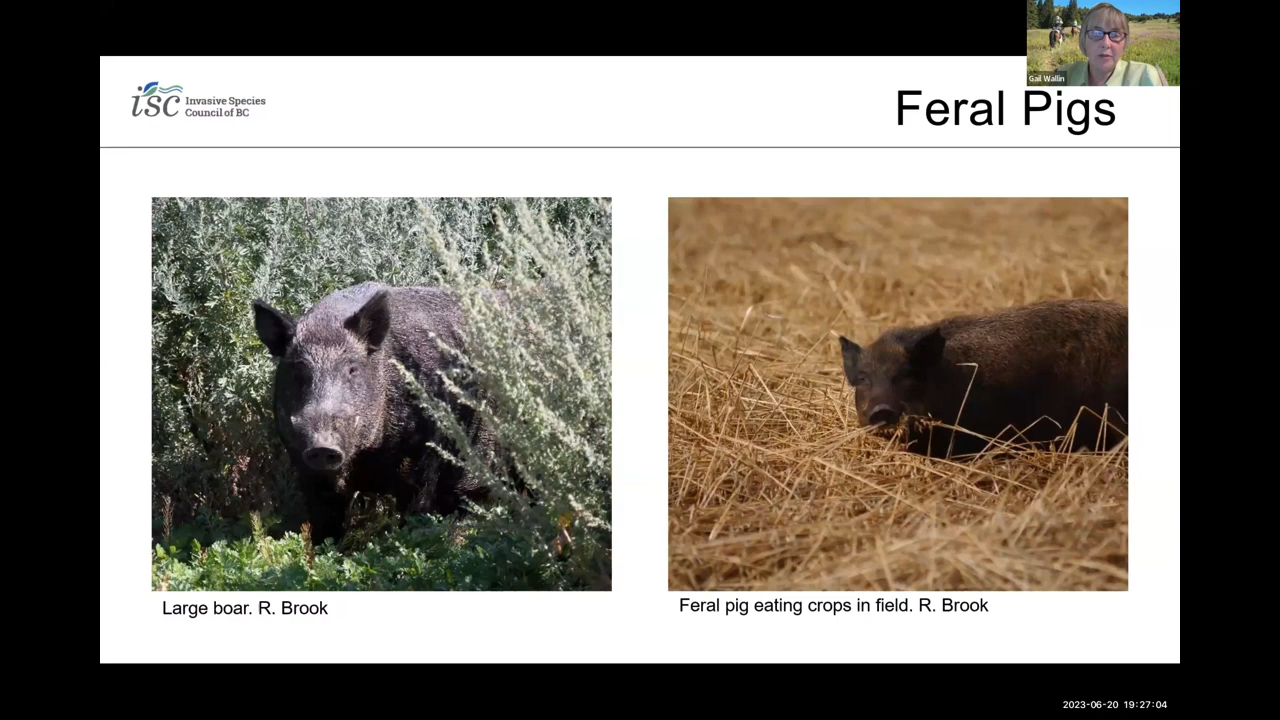 Gail Wallin
isc Invasive Species
Council of BC
Feral Pigs
Large boar. R. Brook
Feral pig eating crops in field. R. Brook
2023-06-20 19:27:04